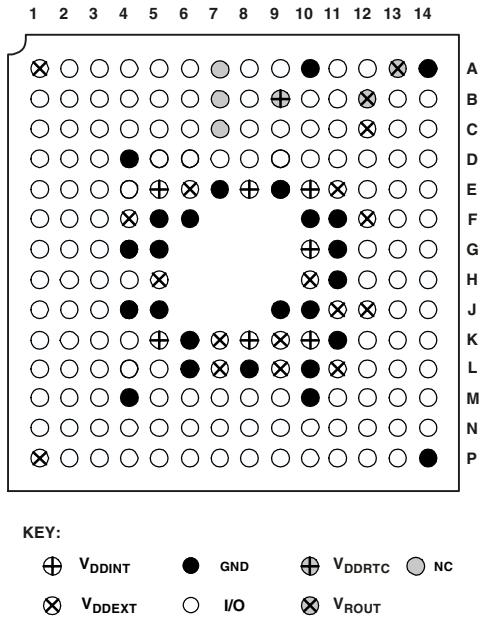 1 2 3 4 5 6 7 8 9 10 11 12 13 14
A
B
C
D
E
F
G
H
J
K
L
M
N
P
KEY:
VDDINT GND VDDRTC NC
VDDEXT I/O VROUT